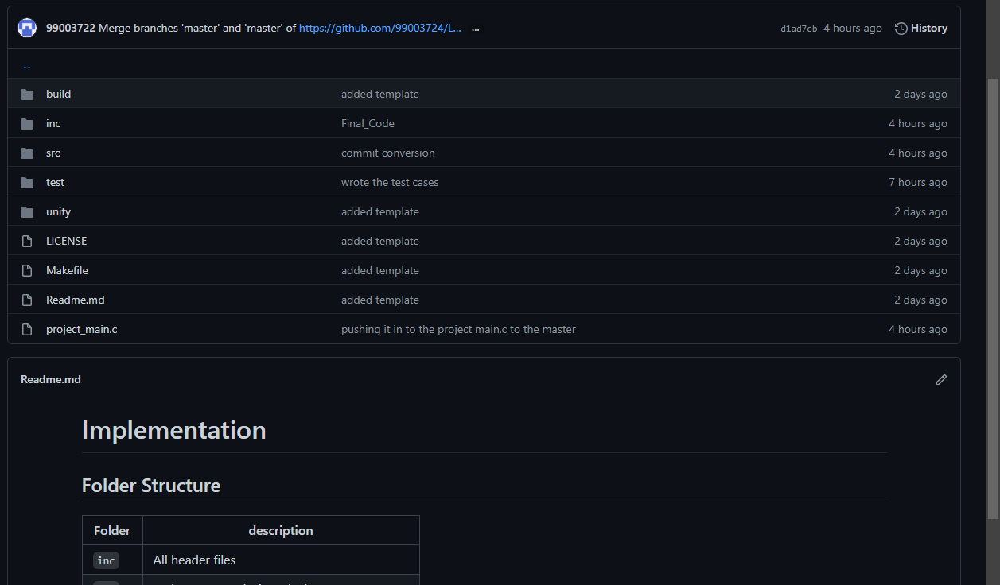 99003722 Merge branches 'master' and 'master' of https://github.com/99003724/L... ... d1ad7cb 4 hours ago History
..
build added template 2 days ago
inc Final_Code 4 hours ago
src commit conversion 4 hours ago
test wrote the test cases 7 hours ago
unity added template 2 days ago
LICENSE added template 2 days ago
Makefile added template 2 days ago
Readme.md added template 2 days ago
project_main.c pushing it in to the project main.c to the master 4 hours ago
Readme.md
Implementation
Folder Structure
Folder description
inc All header files